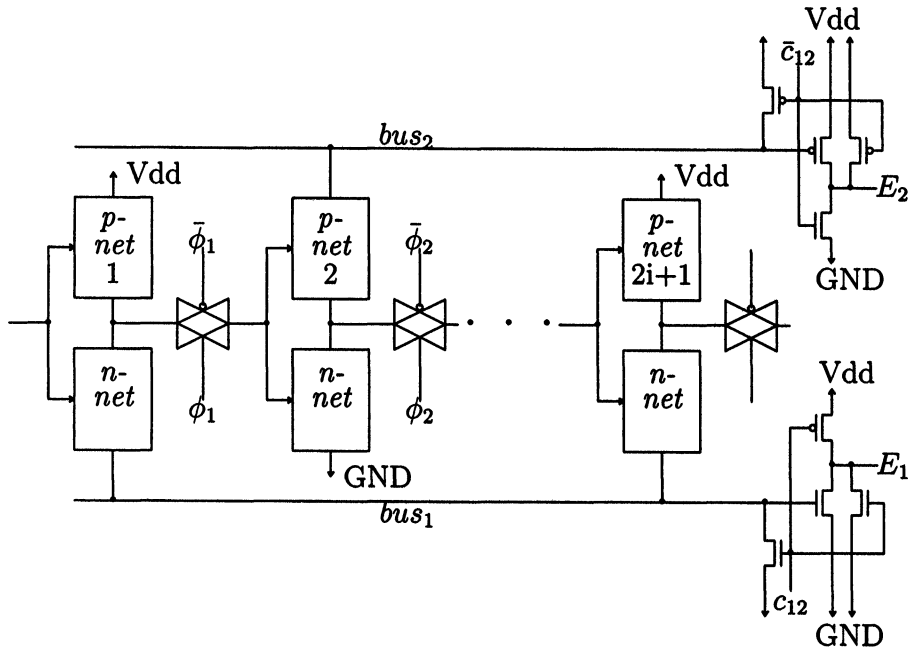 Vdd
c̄₁₂
bus₂
Vdd
Vdd
E₂
p-
net
1
ϕ̄₁
p-
net
2
ϕ̄₂
p-
net
2i+1
GND
n-
net
ϕ₁
n-
net
ϕ₂
n-
net
Vdd
GND
E₁
bus₁
c₁₂
GND